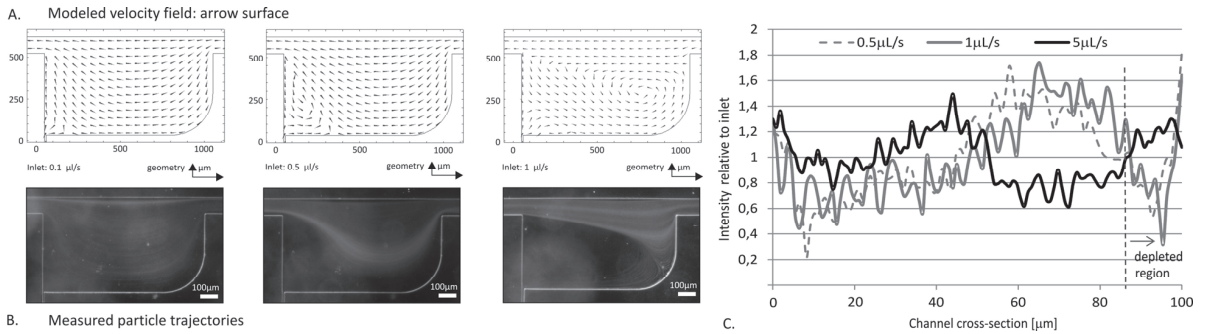 A. Modeled velocity field: arrow surface
500
250
0
0 500 1000
Inlet: 0.1 µl/s geometry µm
500
250
0
0 500 1000
Inlet: 0.5 µl/s geometry µm
500
250
0
0 500 1000
Inlet: 1 µl/s geometry µm
100µm
100µm
100µm
B. Measured particle trajectories
0.5µL/s 1µL/s 5µL/s
Intensity relative to inlet
2
1,8
1,6
1,4
1,2
1
0,8
0,6
0,4
0,2
0 20 40 60 80 100
depleted
region
C. Channel cross-section [µm]